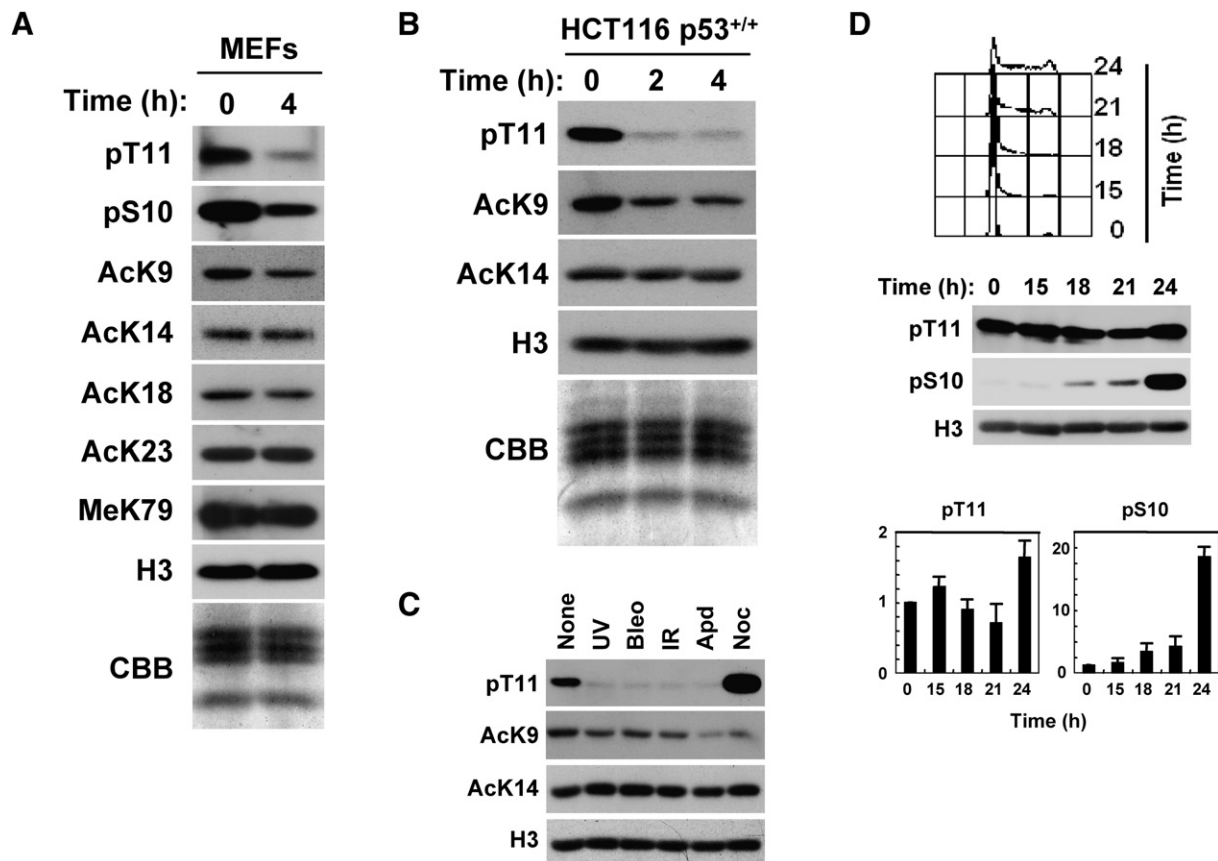 A
MEFs
Time (h): 0 4
pT11
pS10
AcK9
AcK14
AcK18
AcK23
MeK79
H3
CBB
B
HCT116 p53+/+
Time (h): 0 2 4
pT11
AcK9
AcK14
H3
CBB
C
None UV Bleo IR Apd Noc
pT11
AcK9
AcK14
H3
D
24
21
18
15
0
Time (h)
Time (h): 0 15 18 21 24
pT11
pS10
H3
pT11
2
1
0
0 15 18 21 24
pS10
20
10
0
0 15 18 21 24
Time (h)